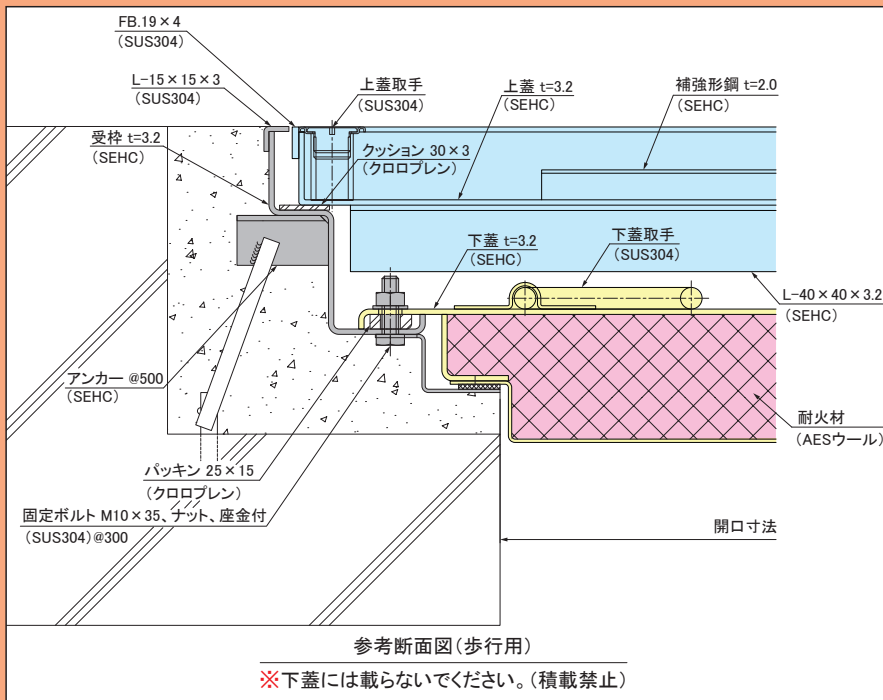 FB.19×4
(SUS304)
L-15×15×3
(SUS304)
受枠 t=3.2
(SEHC)
上蓋取手
(SUS304)
クッション 30×3
(クロロプレン)
上蓋 t=3.2
(SEHC)
補強形鋼 t=2.0
(SEHC)
下蓋 t=3.2
(SEHC)
下蓋取手
(SUS304)
L-40×40×3.2
(SEHC)
アンカー @500
(SEHC)
耐火材
(AESウール)
パッキン 25×15
(クロロプレン)
固定ボルト M10×35、ナット、座金付
(SUS304)@300
開口寸法
参考断面図(歩行用)
※下蓋には載らないでください。(積載禁止)